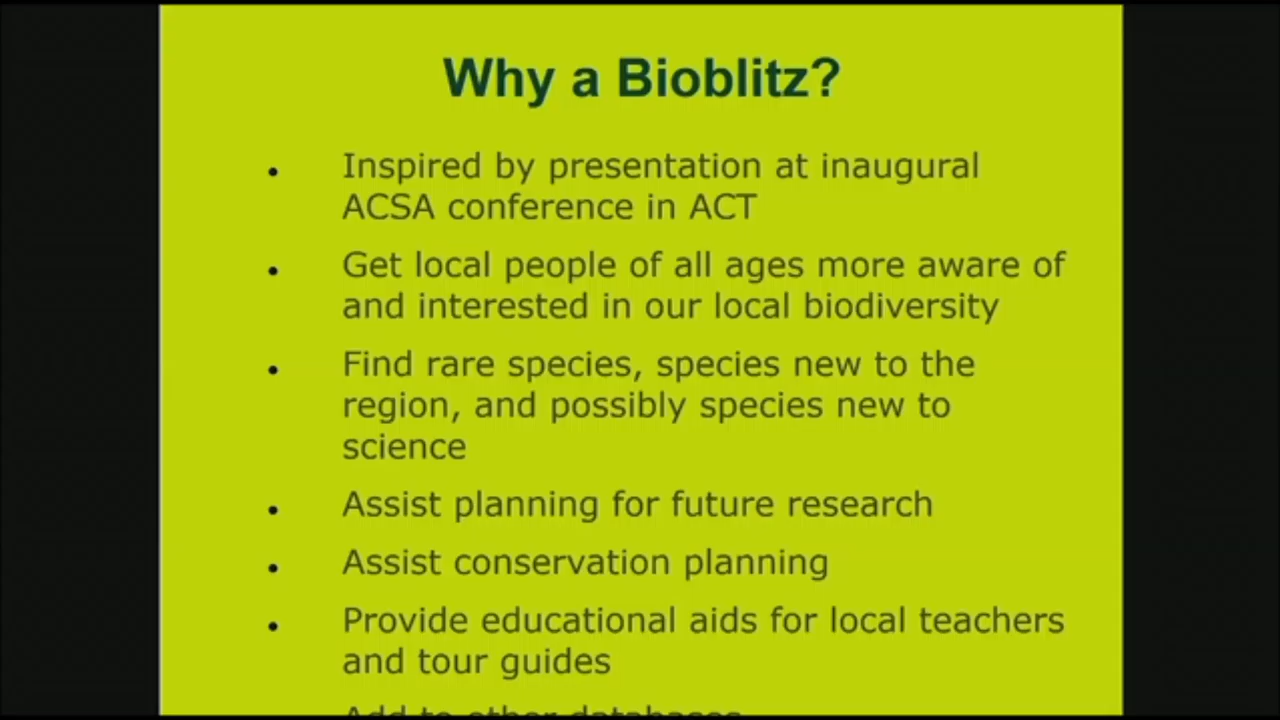 Why a Bioblitz?
• Inspired by presentation at inaugural
ACSA conference in ACT
• Get local people of all ages more aware of
and interested in our local biodiversity
• Find rare species, species new to the
region, and possibly species new to
science
• Assist planning for future research
• Assist conservation planning
• Provide educational aids for local teachers
and tour guides
Add to other databases